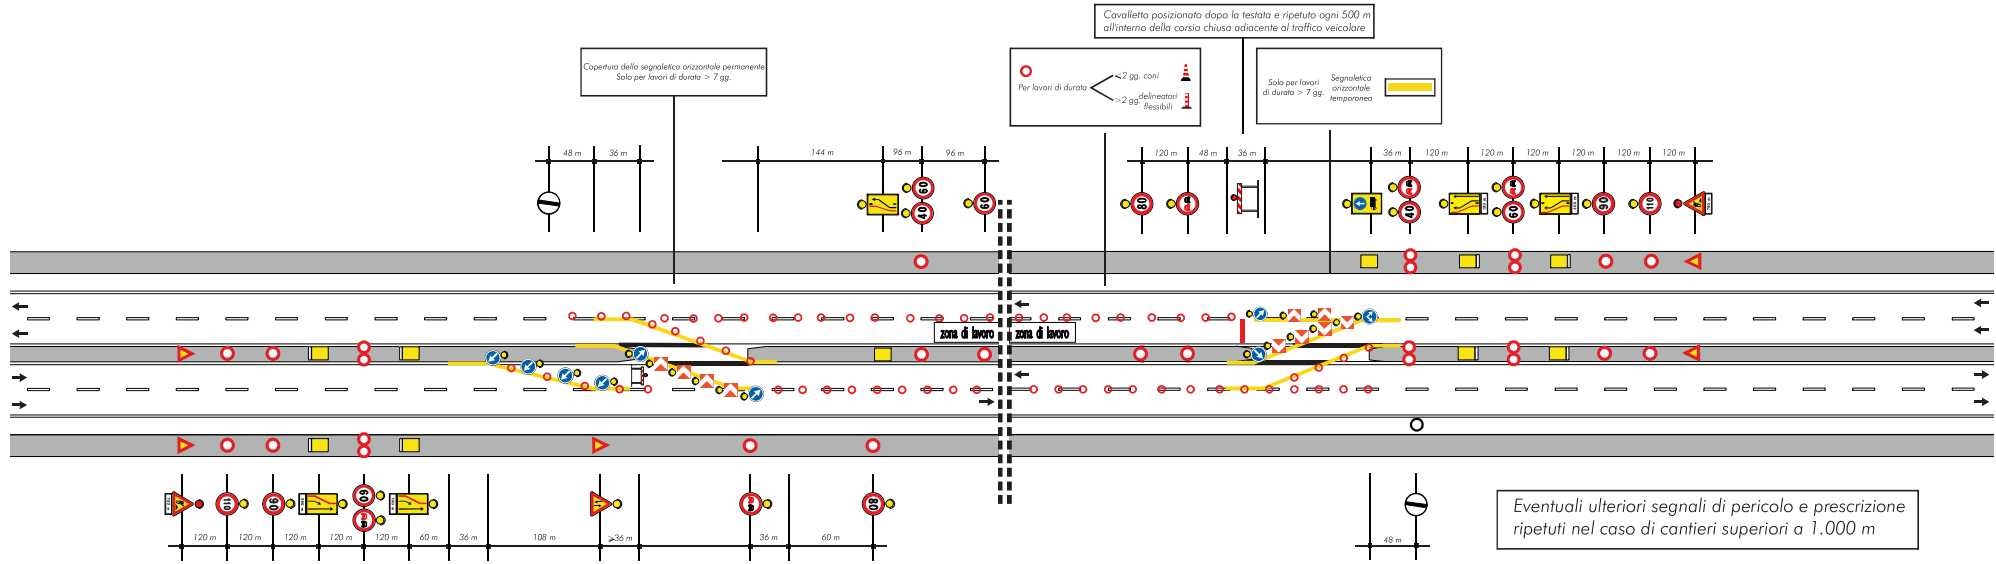 Cavalletto posizionato dopo la testata e ripetuto ogni 500 m
all'interno della corsia chiusa adiacente al traffico veicolare
Copertura della segnaletica orizzontale permanente
Solo per lavori di durata > 7 gg.
Per lavori di durata
<2 gg. coni
>2 gg. delineatori
flessibili
Solo per lavori
di durata > 7 gg.
Segnaletica
orizzontale
temporanea
48 m
36 m
144 m
96 m
96 m
120 m
48 m
36 m
36 m
120 m
120 m
120 m
120 m
120 m
120 m
60
40
60
80
40
60
90
110
zona di lavoro
zona di lavoro
110
90
60
80
120 m
120 m
120 m
120 m
120 m
60 m
36 m
108 m
>36 m
36 m
60 m
48 m
Eventuali ulteriori segnali di pericolo e prescrizione
ripetuti nel caso di cantieri superiori a 1.000 m